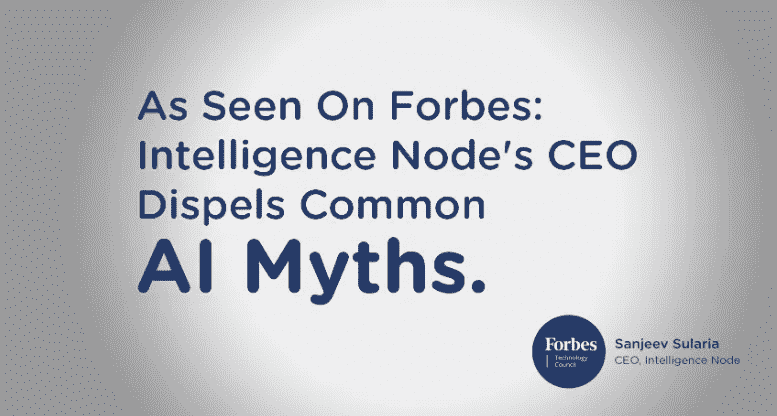 As Seen On Forbes:
Intelligence Node's CEO
Dispels Common
AI Myths.
Forbes
Technology
Council
Sanjeev Sularia
CEO, Intelligence Node